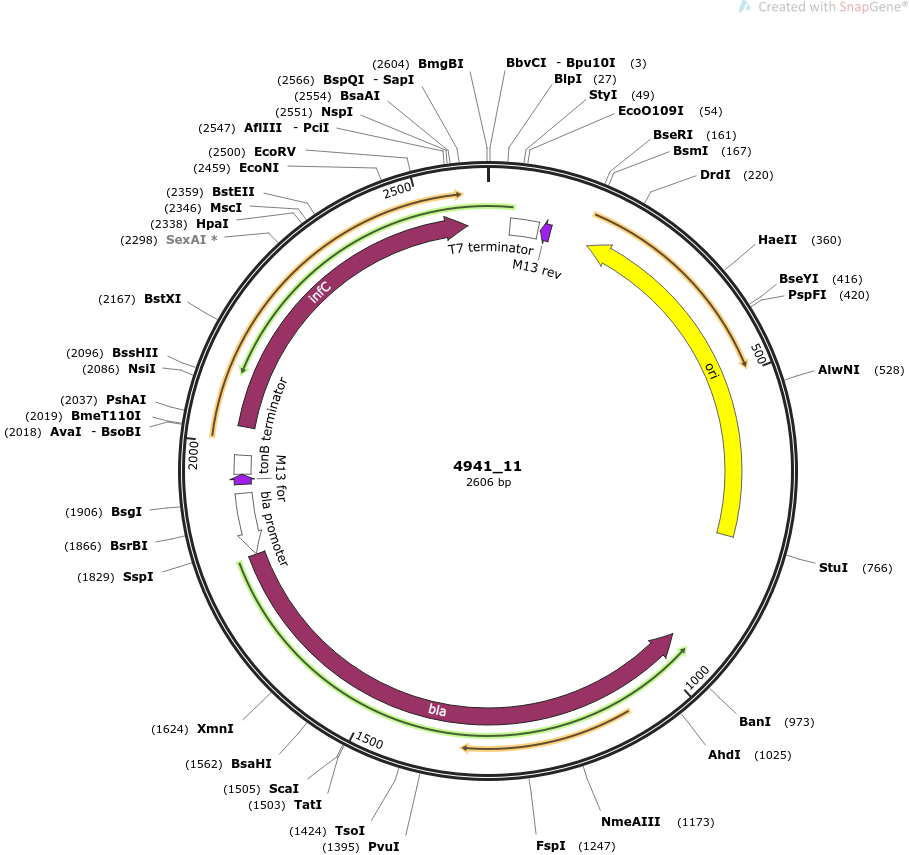 Created with SnapGene®
(2604) BmgBI
BbvCI - Bpu10I (3)
(2566) BspQI - SapI
BlpI (27)
(2554) BsaAI
StyI (49)
(2551) NspI
EcoO109I (54)
(2547) AflIII - PciI
BseRI (161)
(2500) EcoRV
BsmI (167)
(2459) EcoNI
DrdI (220)
(2359) BstEII
(2346) MscI
(2338) HpaI
(2298) SexAI *
HaeII (360)
BseYI (416)
PspFI (420)
(2167) BstXI
(2096) BssHII
(2086) NsiI
AlwNI (528)
(2037) PshAI
(2019) BmeT110I
(2018) AvaI - BsoBI
(1906) BsgI
(1866) BsrBI
(1829) SspI
StuI (766)
(1624) XmnI
BanI (973)
(1562) BsaHI
AhdI (1025)
(1505) ScaI
(1503) TatI
NmeAIII (1173)
(1424) TsoI
(1395) PvuI
FspI (1247)
2500
500
1000
1500
2000
T7 terminator
M13 rev
infC
ori
tonB terminator
M13 for
bla promoter
bla
4941_11
2606 bp